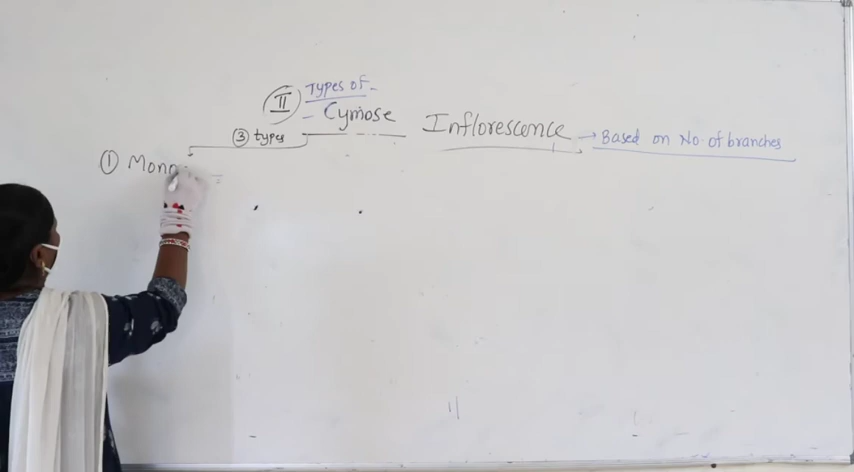 II Types of-
- Cymose Inflorescence → Based on No. of branches
③ types
① Mono